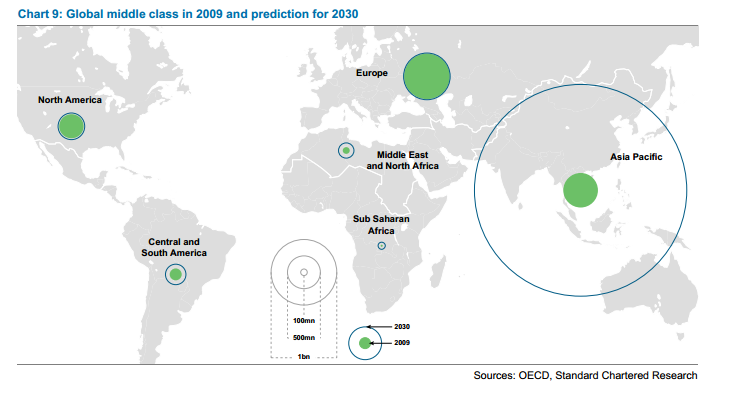 Chart 9: Global middle class in 2009 and prediction for 2030
Europe
North America
Asia Pacific
Middle East
and North Africa
Sub Saharan
Africa
Central and
South America
100mn
500mn
1bn
2030
2009
Sources: OECD, Standard Chartered Research